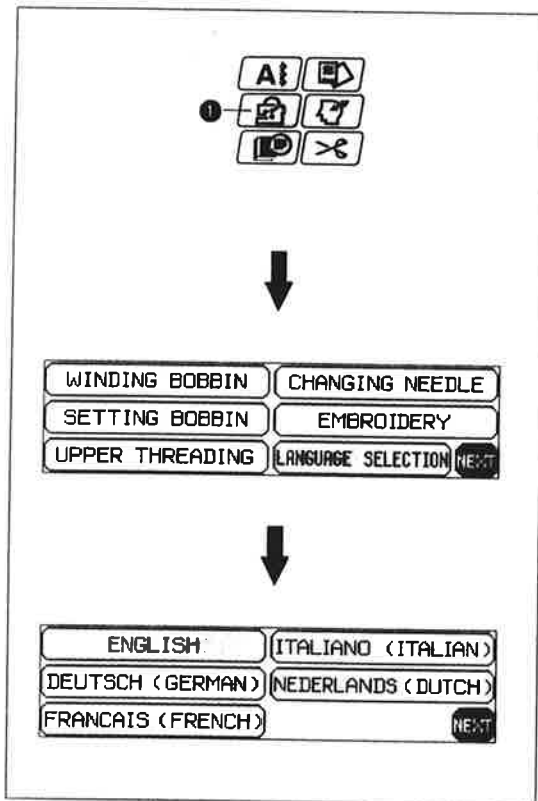 A
1
WINDING BOBBIN CHANGING NEEDLE
SETTING BOBBIN EMBROIDERY
UPPER THREADING LANGUAGE SELECTION NEXT
ENGLISH ITALIANO (ITALIAN)
DEUTSCH (GERMAN) NEDERLANDS (DUTCH)
FRANCAIS (FRENCH) NEXT